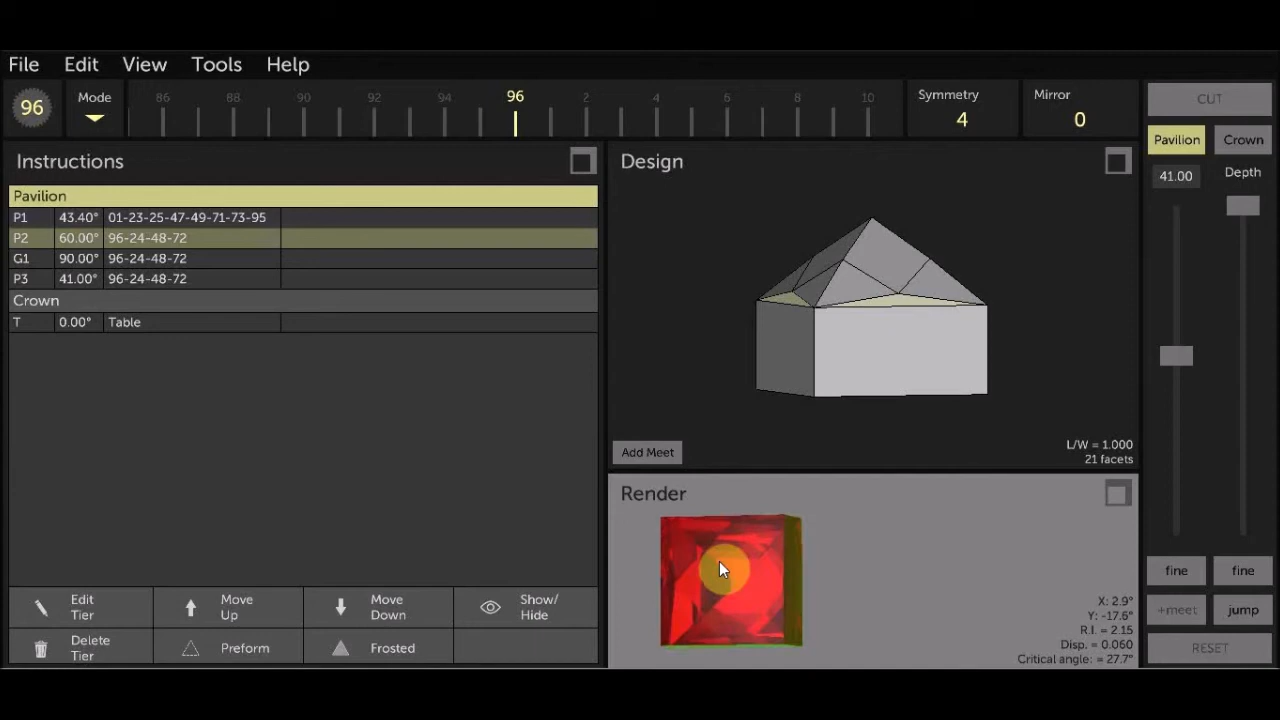 File Edit View Tools Help
96
Mode
86 88 90 92 94 96 2 4 6 8 10
Symmetry
4
Mirror
0
CUT
Pavilion Crown
41.00 Depth
Instructions
Pavilion
P1 43.40° 01-23-25-47-49-71-73-95
P2 60.00° 96-24-48-72
G1 90.00° 96-24-48-72
P3 41.00° 96-24-48-72
Crown
T 0.00° Table
Edit Tier
Move Up
Move Down
Show/ Hide
Delete Tier
Preform
Frosted
Design
Add Meet
L/W = 1.000
21 facets
Render
X: 2.9°
Y: -17.6°
R.I. = 2.15
Disp. = 0.060
Critical angle: = 27.7°
fine fine
+meet jump
RESET